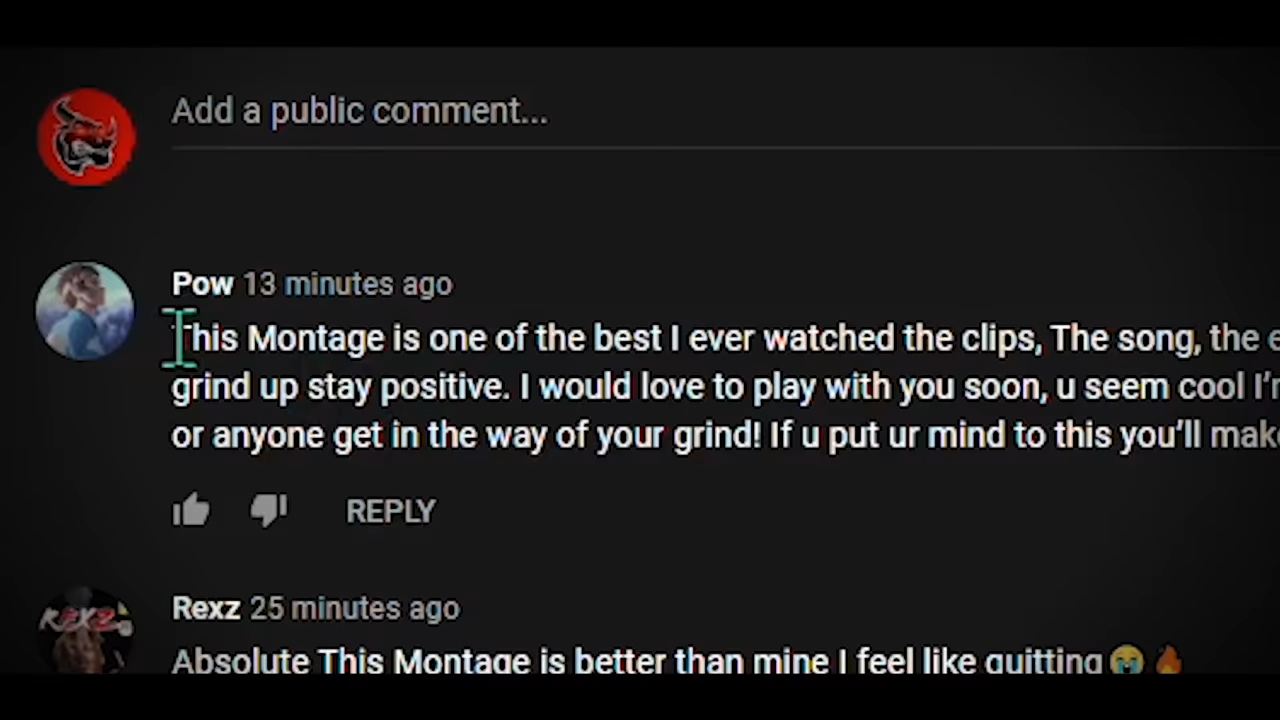 Add a public comment...
Pow 13 minutes ago
This Montage is one of the best I ever watched the clips, The song, the
grind up stay positive. I would love to play with you soon, u seem cool
or anyone get in the way of your grind! If u put ur mind to this you'll
REPLY
REXZ
Rexz 25 minutes ago
Absolute This Montage is better than mine I feel like quitting😭🔥